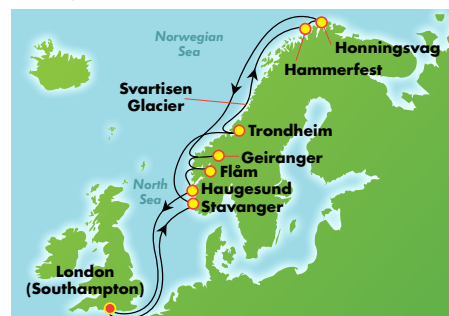 Norwegian
Sea
Honningsvag
Hammerfest
Svartisen
Glacier
Trondheim
Geiranger
Flåm
North
Sea
Haugesund
Stavanger
London
(Southampton)